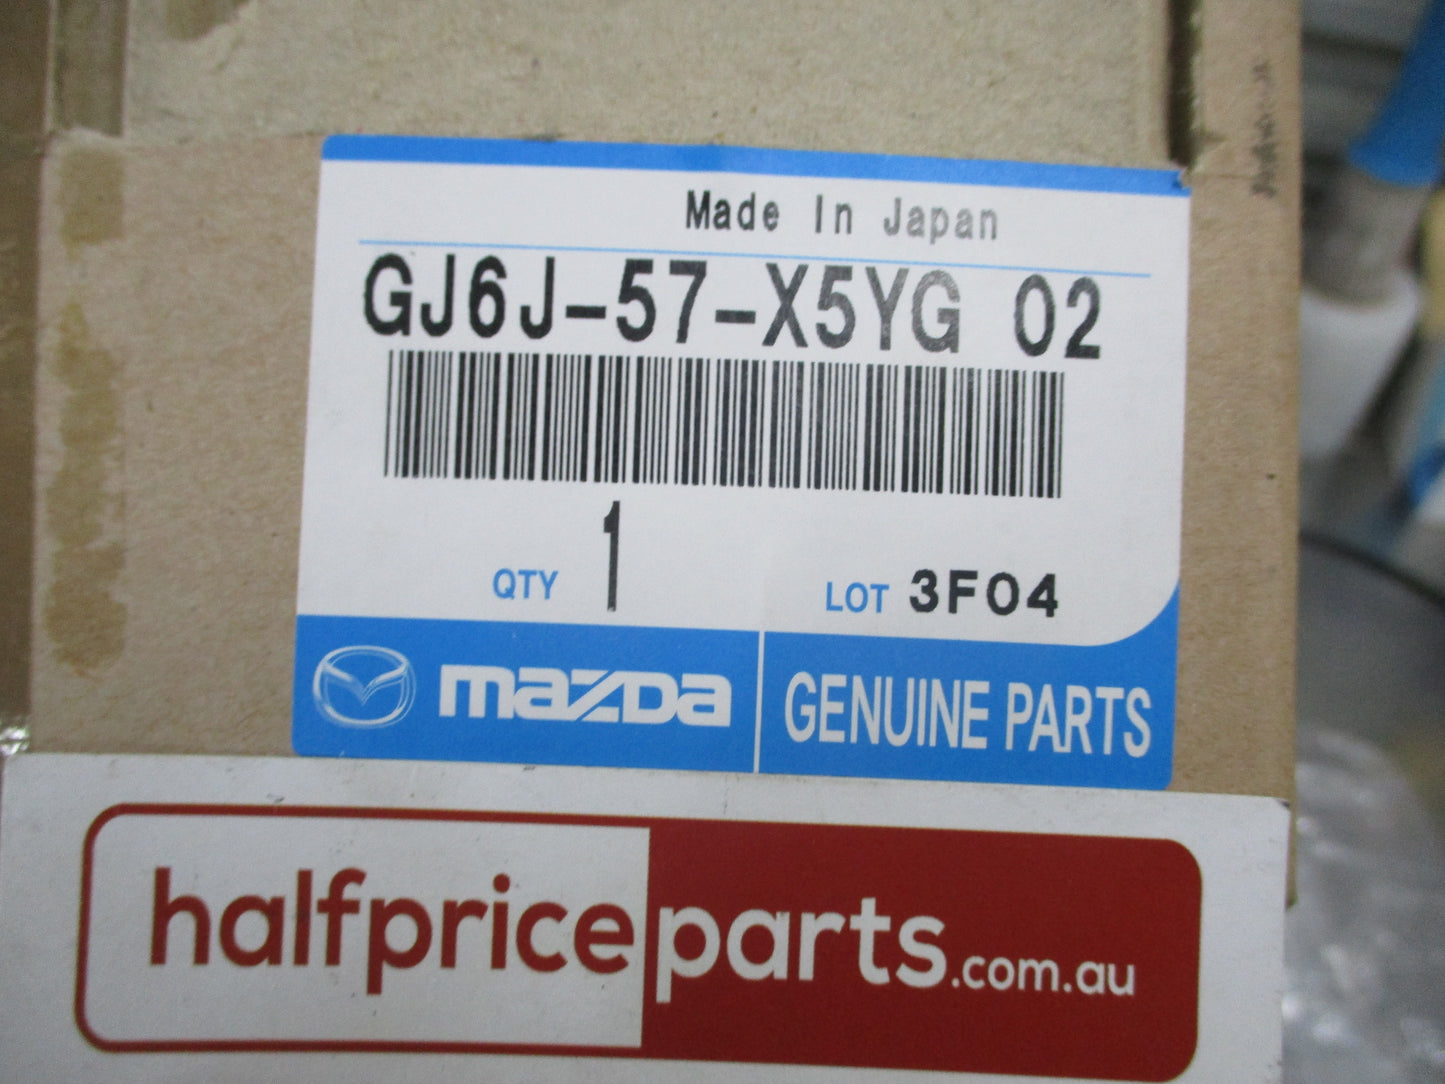 Made In Japan
GJ6J-57-X5YG 02
QTY 1 LOT 3F04
mazda GENUINE PARTS
halfpriceparts.com.au